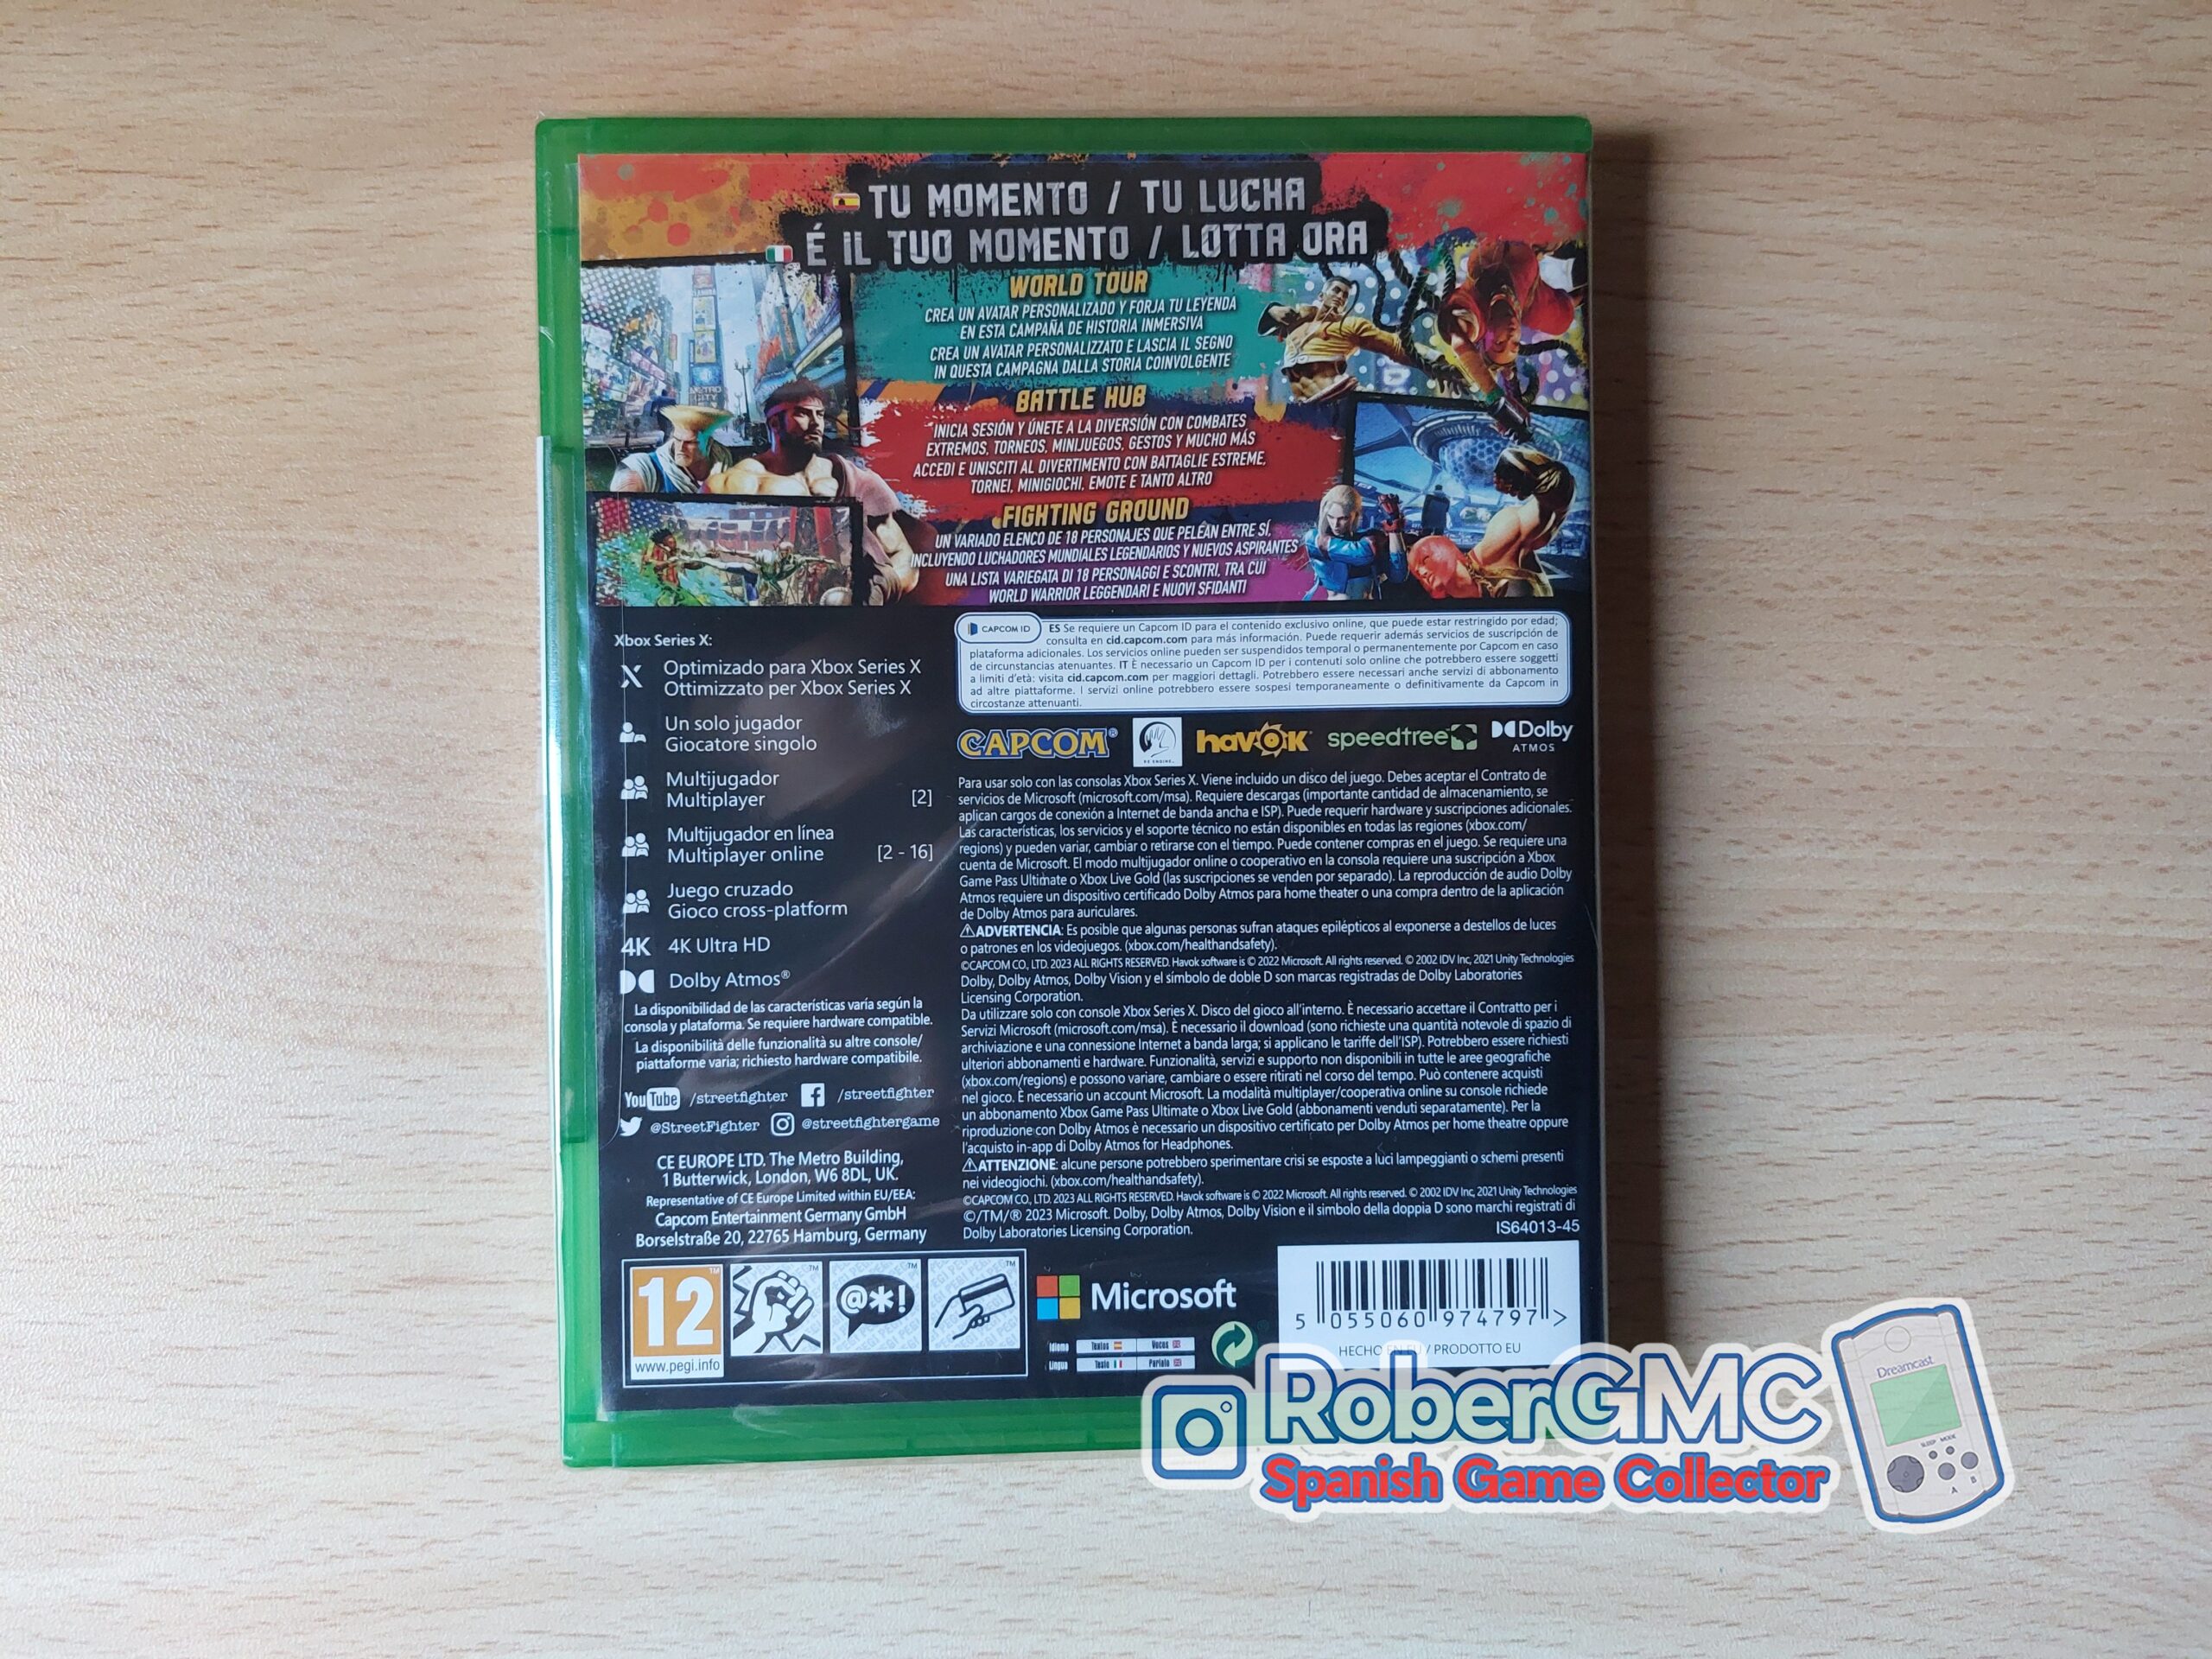 TU MOMENTO / TU LUCHA
É IL TUO MOMENTO / LOTTA ORA
WORLD TOUR
CREA UN AVATAR PERSONALIZADO Y FORJA TU LEYENDA
EN ESTA CAMPAÑA DE HISTORIA INMERSIVA
CREA UN AVATAR PERSONALIZZATO E LASCIA IL SEGNO
IN QUESTA CAMPAGNA DALLA STORIA COINVOLGENTE
BATTLE HUB
INICIA SESIÓN Y ÚNETE A LA DIVERSIÓN CON COMBATES
EXTREMOS, TORNEOS, MINIJUEGOS, GESTOS Y MUCHO MÁS
ACCEDI E UNISCITI AL DIVERTIMENTO CON BATTAGLIE ESTREME,
TORNEI, MINIGIOCHI, EMOTE E TANTO ALTRO
FIGHTING GROUND
UN VARIADO ELENCO DE 18 PERSONAJES QUE PELEAN ENTRE SÍ,
INCLUYENDO LUCHADORES MUNDIALES LEGENDARIOS Y NUEVOS ASPIRANTES
UNA LISTA VARIEGATA DI 18 PERSONAGGI E SCONTRI, TRA CUI
WORLD WARRIOR LEGGENDARI E NUOVI SFIDANTI
Xbox Series X:
Optimizado para Xbox Series X
Ottimizzato per Xbox Series X
Un solo jugador
Giocatore singolo
Multijugador
Multiplayer [2]
Multijugador en línea
Multiplayer online [2 - 16]
Juego cruzado
Gioco cross-platform
4K 4K Ultra HD
Dolby Atmos®
La disponibilidad de las características varía según la
consola y plataforma. Se requiere hardware compatible.
La disponibilità delle funzionalità su altre console/
piattaforme varia; richiesto hardware compatibile.
YouTube /streetfighter /streetfighter
@StreetFighter @streetfightergame
CE EUROPE LTD. The Metro Building,
1 Butterwick, London, W6 8DL, UK.
Representative of CE Europe Limited within EU/EEA:
Capcom Entertainment Germany GmbH
Borselstraße 20, 22765 Hamburg, Germany
CAPCOM ID ES Se requiere un Capcom ID para el contenido exclusivo online, que puede estar restringido por edad;
consulta en cid.capcom.com para más información. Puede requerir además servicios de suscripción de
plataforma adicionales. Los servicios online pueden ser suspendidos temporal o permanentemente por Capcom en caso
de circunstancias atenuantes. IT È necessario un Capcom ID per i contenuti solo online che potrebbero essere soggetti
a limiti d'età: visita cid.capcom.com per maggiori dettagli. Potrebbero essere necessari anche servizi di abbonamento
ad altre piattaforme. I servizi online potrebbero essere sospesi temporaneamente o definitivamente da Capcom in
circostanze attenuanti.
CAPCOM® RE ENGINE havok speedtree Dolby
ATMOS
Para usar solo con las consolas Xbox Series X. Viene incluido un disco del juego. Debes aceptar el Contrato de
servicios de Microsoft (microsoft.com/msa). Requiere descargas (importante cantidad de almacenamiento, se
aplican cargos de conexión a Internet de banda ancha e ISP). Puede requerir hardware y suscripciones adicionales.
Las características, los servicios y el soporte técnico no están disponibles en todas las regiones (xbox.com/
regions) y pueden variar, cambiar o retirarse con el tiempo. Puede contener compras en el juego. Se requiere una
cuenta de Microsoft. El modo multijugador online o cooperativo en la consola requiere una suscripción a Xbox
Game Pass Ultimate o Xbox Live Gold (las suscripciones se venden por separado). La reproducción de audio Dolby
Atmos requiere un dispositivo certificado Dolby Atmos para home theater o una compra dentro de la aplicación
de Dolby Atmos para auriculares.
⚠ADVERTENCIA: Es posible que algunas personas sufran ataques epilépticos al exponerse a destellos de luces
o patrones en los videojuegos. (xbox.com/healthandsafety).
©CAPCOM CO., LTD. 2023 ALL RIGHTS RESERVED. Havok software is © 2022 Microsoft. All rights reserved. © 2002 IDV Inc, 2021 Unity Technologies
Dolby, Dolby Atmos, Dolby Vision y el símbolo de doble D son marcas registradas de Dolby Laboratories
Licensing Corporation.
Da utilizzare solo con console Xbox Series X. Disco del gioco all'interno. È necessario accettare il Contratto per i
Servizi Microsoft (microsoft.com/msa). È necessario il download (sono richieste una quantità notevole di spazio di
archiviazione e una connessione Internet a banda larga; si applicano le tariffe dell'ISP). Potrebbero essere richiesti
ulteriori abbonamenti e hardware. Funzionalità, servizi e supporto non disponibili in tutte le aree geografiche
(xbox.com/regions) e possono variare, cambiare o essere ritirati nel corso del tempo. Può contenere acquisti
nel gioco. È necessario un account Microsoft. La modalità multiplayer/cooperativa online su console richiede
un abbonamento Xbox Game Pass Ultimate o Xbox Live Gold (abbonamenti venduti separatamente). Per la
riproduzione con Dolby Atmos è necessario un dispositivo certificato per Dolby Atmos per home theatre oppure
l'acquisto in-app di Dolby Atmos for Headphones.
⚠ATTENZIONE: alcune persone potrebbero sperimentare crisi se esposte a luci lampeggianti o schemi presenti
nei videogiochi. (xbox.com/healthandsafety).
©CAPCOM CO., LTD. 2023 ALL RIGHTS RESERVED. Havok software is © 2022 Microsoft. All rights reserved. © 2002 IDV Inc, 2021 Unity Technologies
©/TM/® 2023 Microsoft. Dolby, Dolby Atmos, Dolby Vision e il simbolo della doppia D sono marchi registrati di
Dolby Laboratories Licensing Corporation.
IS64013-45
12
www.pegi.info
@*!
Microsoft
Idioma Textos Voces
Lingua Testo Parlato
5 055060 974797 >
HECHO EN EU / PRODOTTO EU
RoberGMC
Spanish Game Collector
Dreamcast
SLEEP MODE
A B